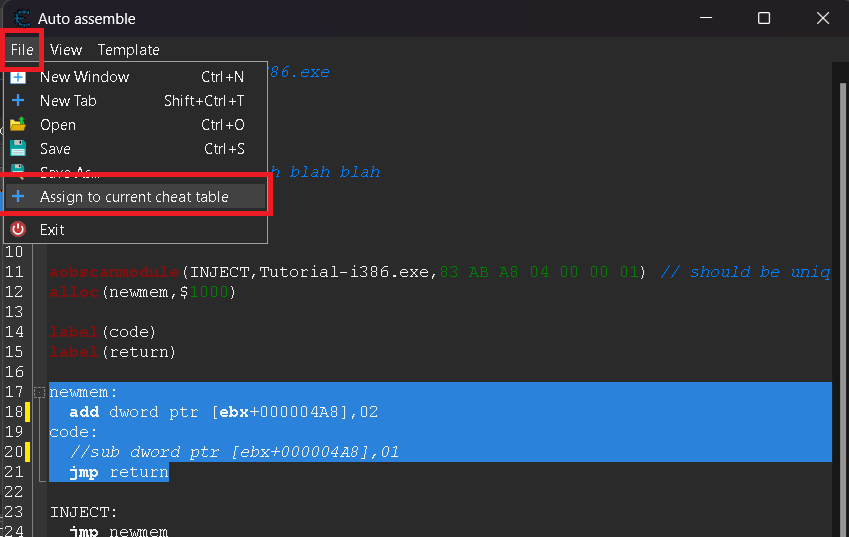 Auto assemble
File View Template
86.exe
New Window Ctrl+N
New Tab Shift+Ctrl+T
Open Ctrl+O
Save Ctrl+S
Save As...
h blah blah
Assign to current cheat table
Exit
10
11 aobscanmodule(INJECT,Tutorial-i386.exe,83 AB A8 04 00 00 01) // should be uniq
12 alloc(newmem,$1000)
13
14 label(code)
15 label(return)
16
17 newmem:
18 add dword ptr [ebx+000004A8],02
19 code:
20 //sub dword ptr [ebx+000004A8],01
21 jmp return
22
23 INJECT:
24 jmp newmem